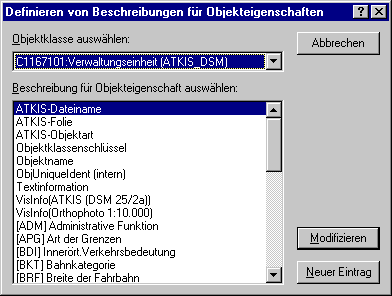 Definieren von Beschreibungen für Objekteigenschaften
Objektklasse auswählen:
C1167101:Verwaltungseinheit (ATKIS_DSM)
Abbrechen
Beschreibung für Objekteigenschaft auswählen:
ATKIS-Dateiname
ATKIS-Folie
ATKIS-Objektart
Objektklassenschlüssel
Objektname
ObjUniqueIdent (intern)
Textinformation
VisInfo(ATKIS (DSM 25/2a))
VisInfo(Orthophoto 1:10.000)
[ADM] Administrative Funktion
[APG] Art der Grenzen
[BDI] Innerört.Verkehrsbedeutung
[BKT] Bahnkategorie
[BRF] Breite der Fahrbahn
Modifizieren
Neuer Eintrag